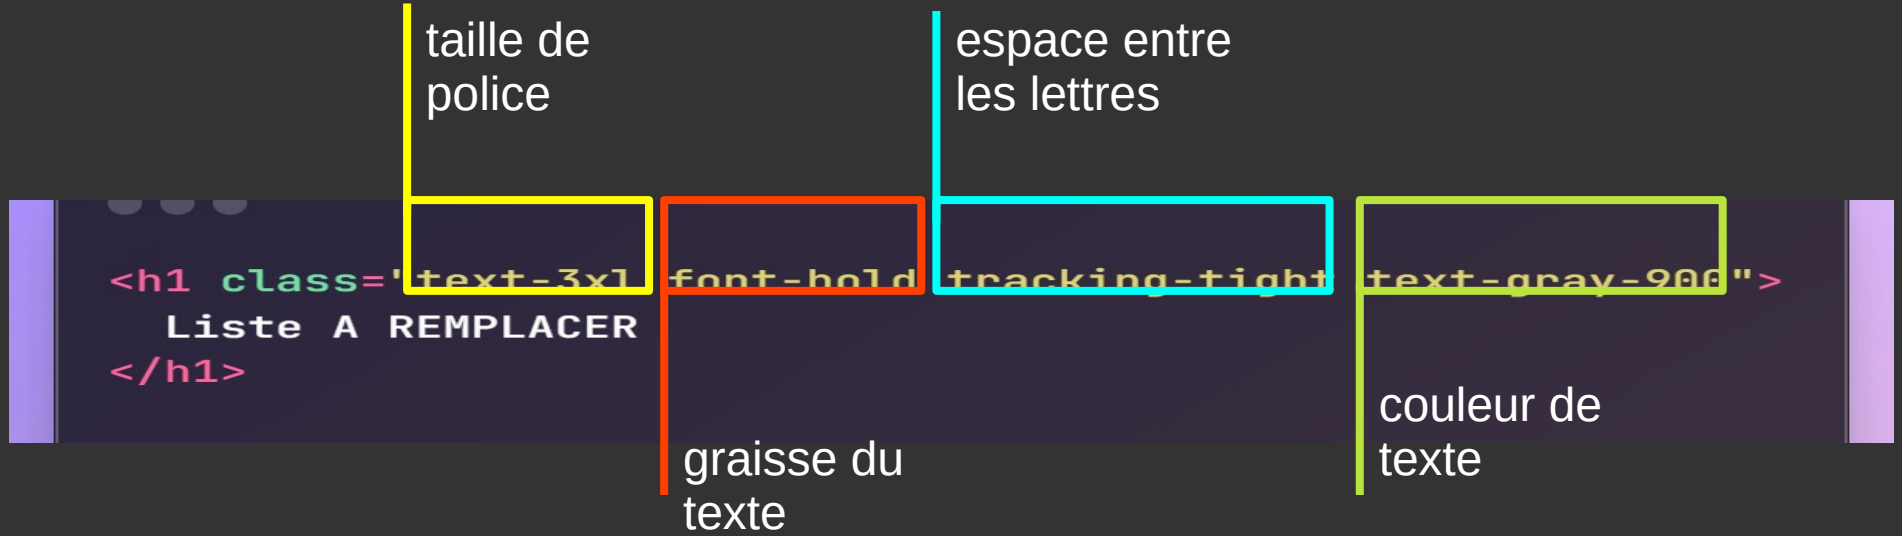 taille de
police
espace entre
les lettres
<h1 class="text-3xl font-bold tracking-tight text-gray-900">
Liste A REMPLACER
</h1>
graisse du
texte
couleur de
texte